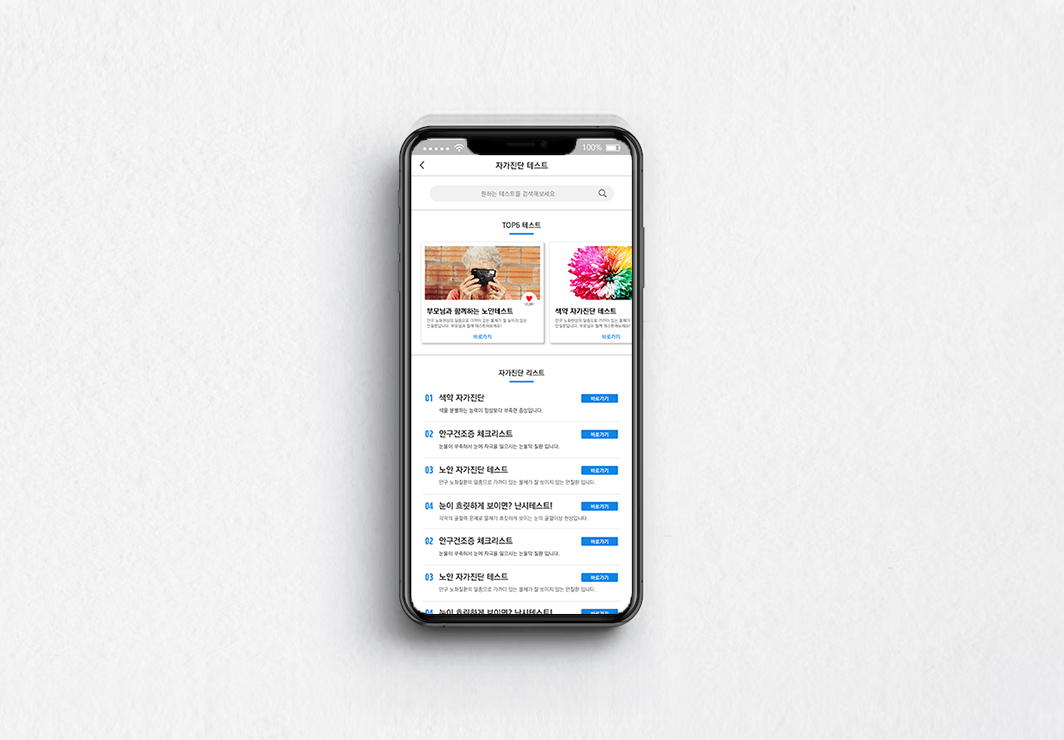 100%
자가진단 테스트
원하는 테스트를 검색해보세요
TOP5 테스트
부모님과 함께하는 노안테스트
안구 노화현상의 일종으로 가까이 있는 물체가 잘 보이지 않는
안질환입니다. 부모님과 함께 테스트해보세요!
바로가기
색약 자가진단 테스트
안구 노화현상의 일종으로 가까이 있는 물체가
안질환입니다. 부모님과 함께 테스트해보세요!
바로가기
자가진단 리스트
01 색약 자가진단 바로가기
색을 분별하는 능력이 정상보다 부족한 증상입니다.
02 안구건조증 체크리스트 바로가기
눈물이 부족해서 눈에 자극을 일으키는 눈물막 질환 입니다.
03 노안 자가진단 테스트 바로가기
안구 노화질환의 일종으로 가까이 있는 물체가 잘 보이지 않는 안질환 입니다.
04 눈이 흐릿하게 보이면? 난시테스트! 바로가기
각막의 굴절력 문제로 물체가 흐릿하게 보이는 눈의 굴절이상 현상입니다.
02 안구건조증 체크리스트 바로가기
눈물이 부족해서 눈에 자극을 일으키는 눈물막 질환 입니다.
03 노안 자가진단 테스트 바로가기
안구 노화질환의 일종으로 가까이 있는 물체가 잘 보이지 않는 안질환 입니다.
04 눈이 흐릿하게 보이면? 난시테스트! 바로가기